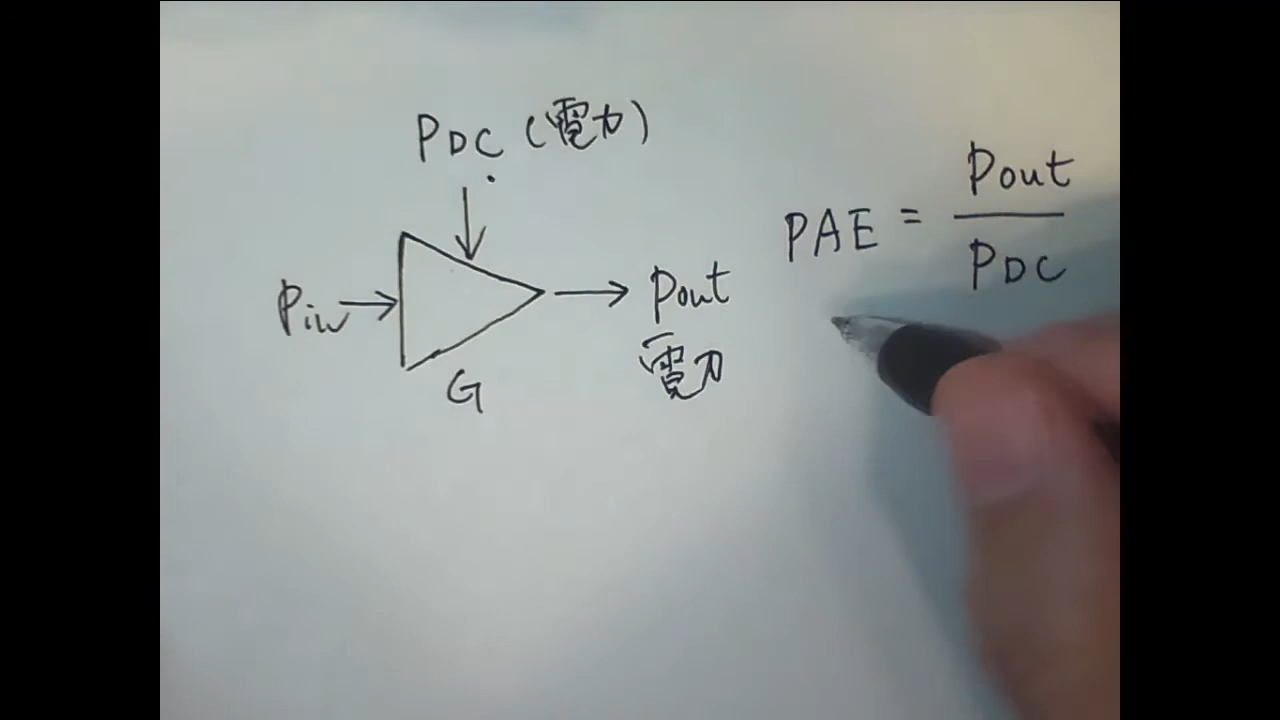 PDC (電力)
Pin
Pout
電力
G
PAE = Pout / PDC